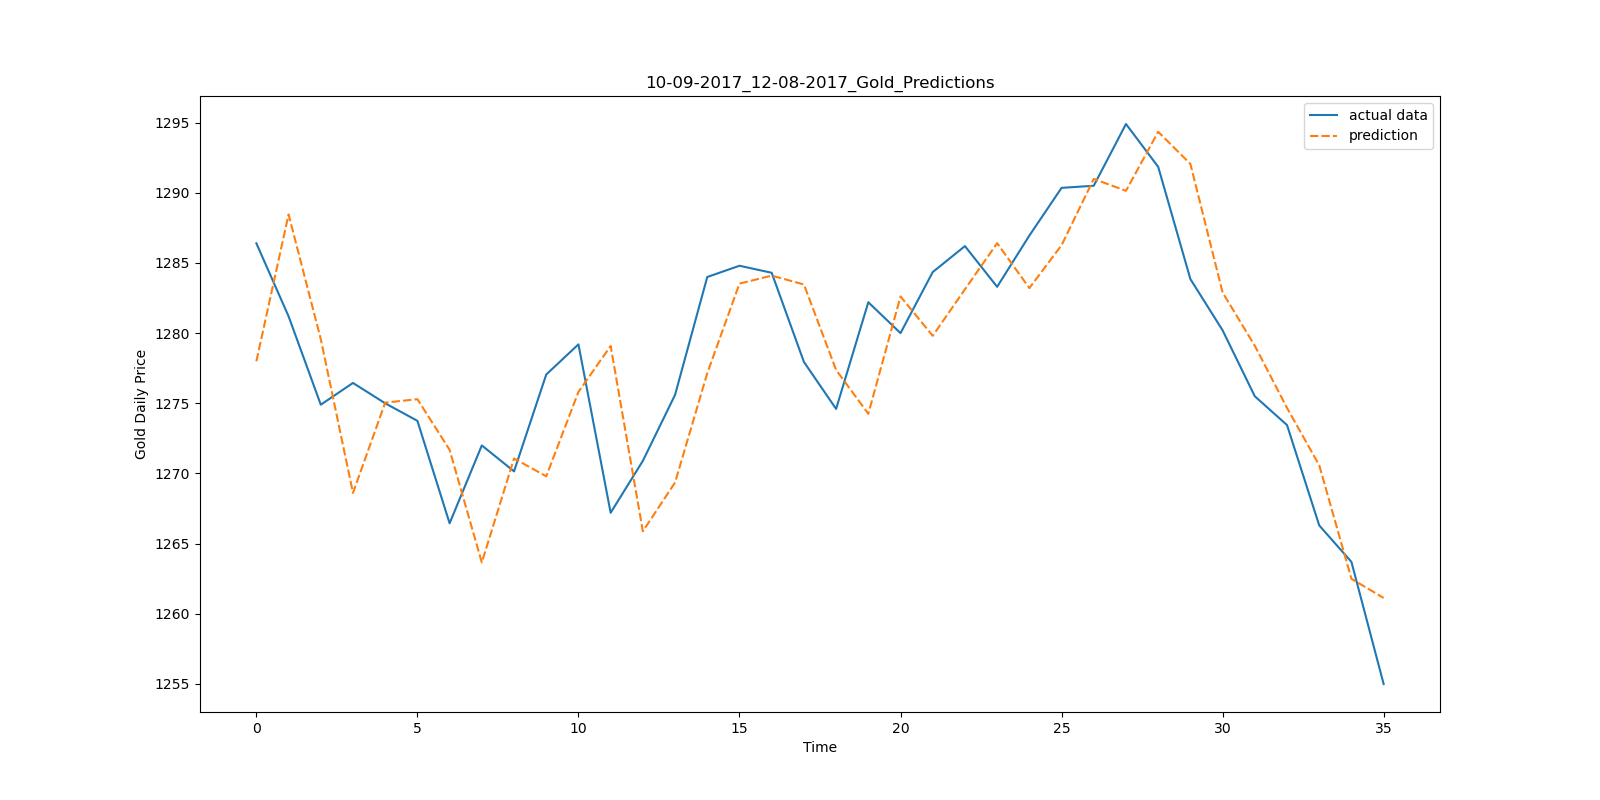 10-09-2017_12-08-2017_Gold_Predictions
actual data
prediction
1295
1290
1285
1280
1275
1270
1265
1260
1255
Gold Daily Price
0 5 10 15 20 25 30 35
Time